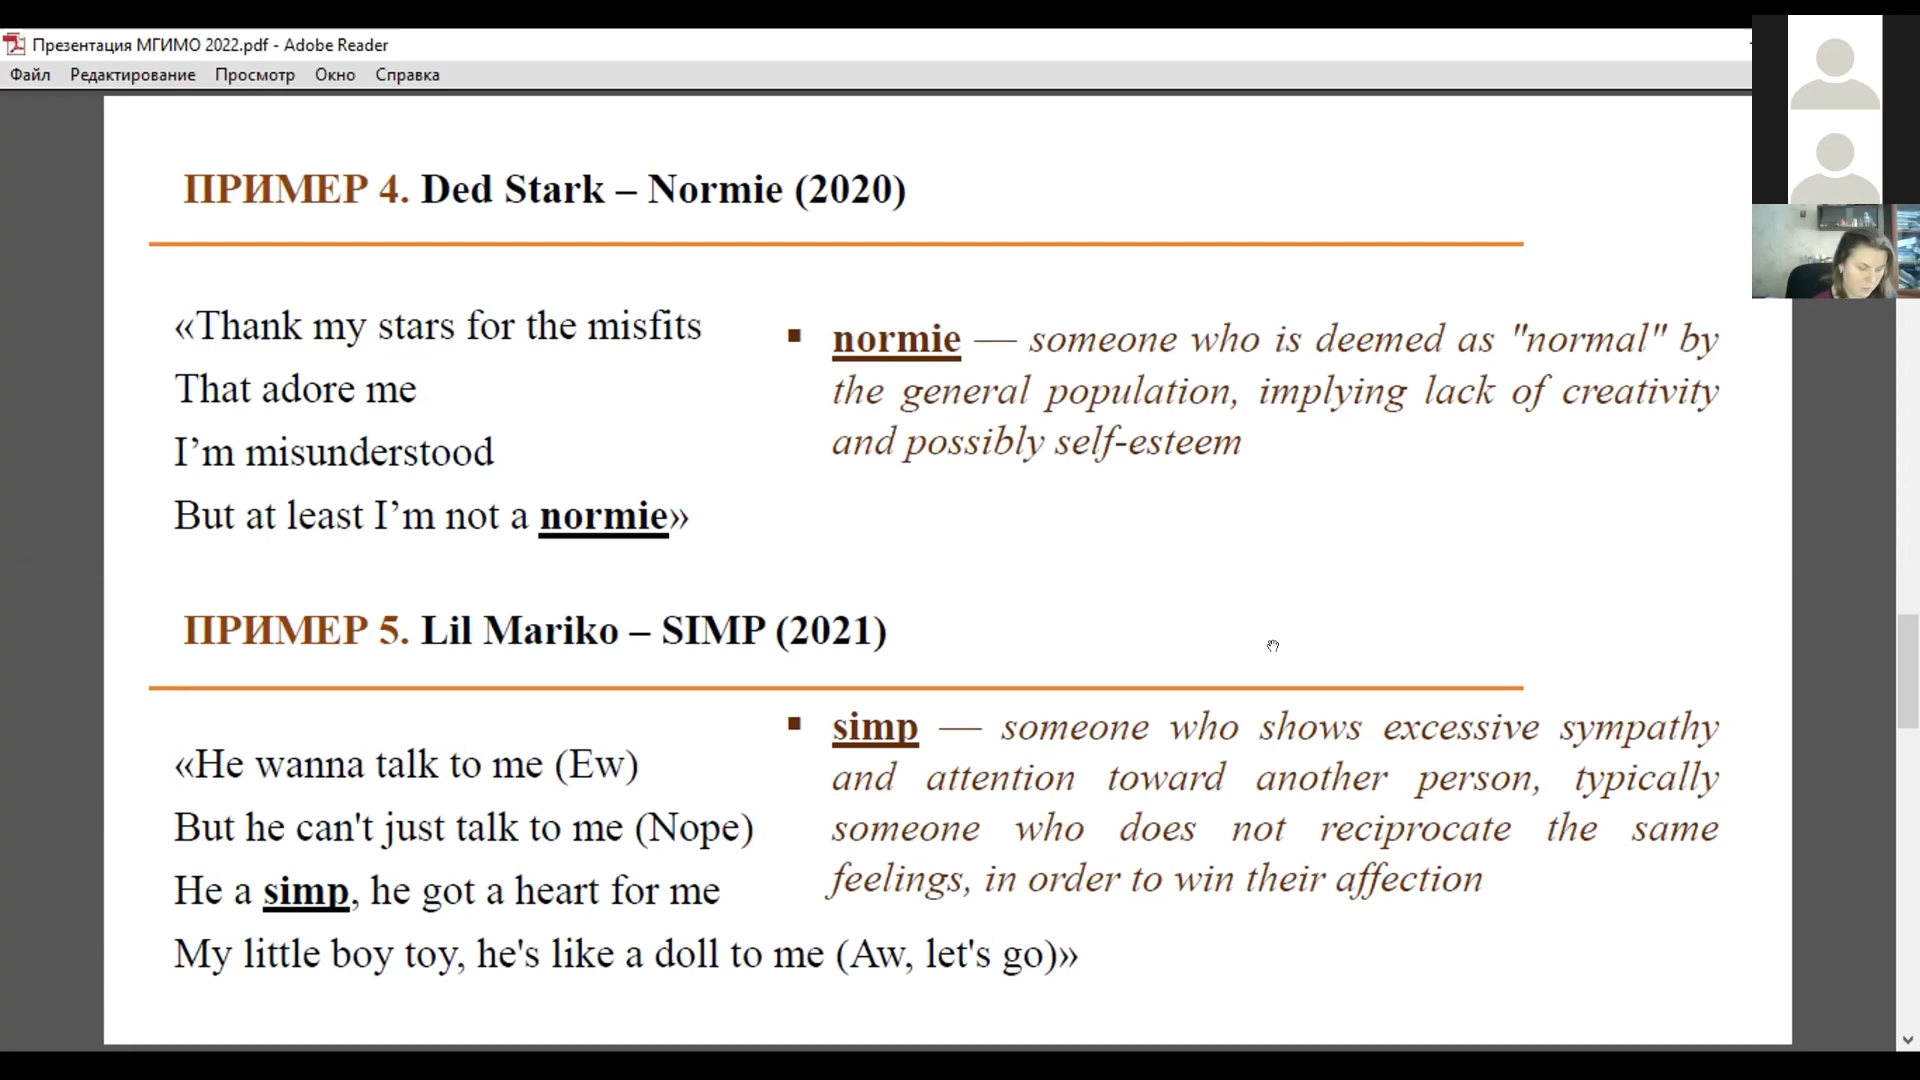 Презентация МГИМО 2022.pdf - Adobe Reader
Файл Редактирование Просмотр Окно Справка
ПРИМЕР 4. Ded Stark – Normie (2020)
«Thank my stars for the misfits
That adore me
I’m misunderstood
But at least I’m not a normie»
▪ normie — someone who is deemed as "normal" by
the general population, implying lack of creativity
and possibly self-esteem
ПРИМЕР 5. Lil Mariko – SIMP (2021)
«He wanna talk to me (Ew)
But he can't just talk to me (Nope)
He a simp, he got a heart for me
My little boy toy, he's like a doll to me (Aw, let's go)»
▪ simp — someone who shows excessive sympathy
and attention toward another person, typically
someone who does not reciprocate the same
feelings, in order to win their affection